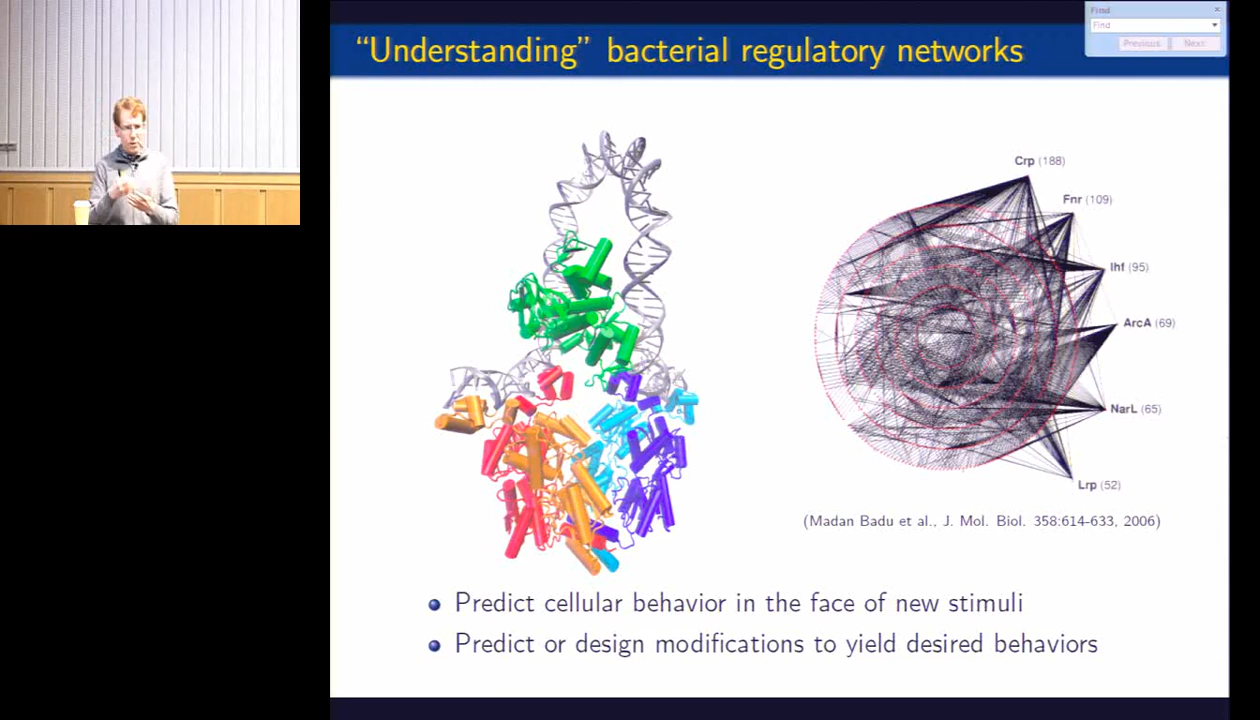 Find
Find
Previous
Next
“Understanding” bacterial regulatory networks
Crp (188)
Fnr (109)
Ihf (95)
ArcA (69)
NarL (65)
Lrp (52)
(Madan Badu et al., J. Mol. Biol. 358:614-633, 2006)
Predict cellular behavior in the face of new stimuli
Predict or design modifications to yield desired behaviors